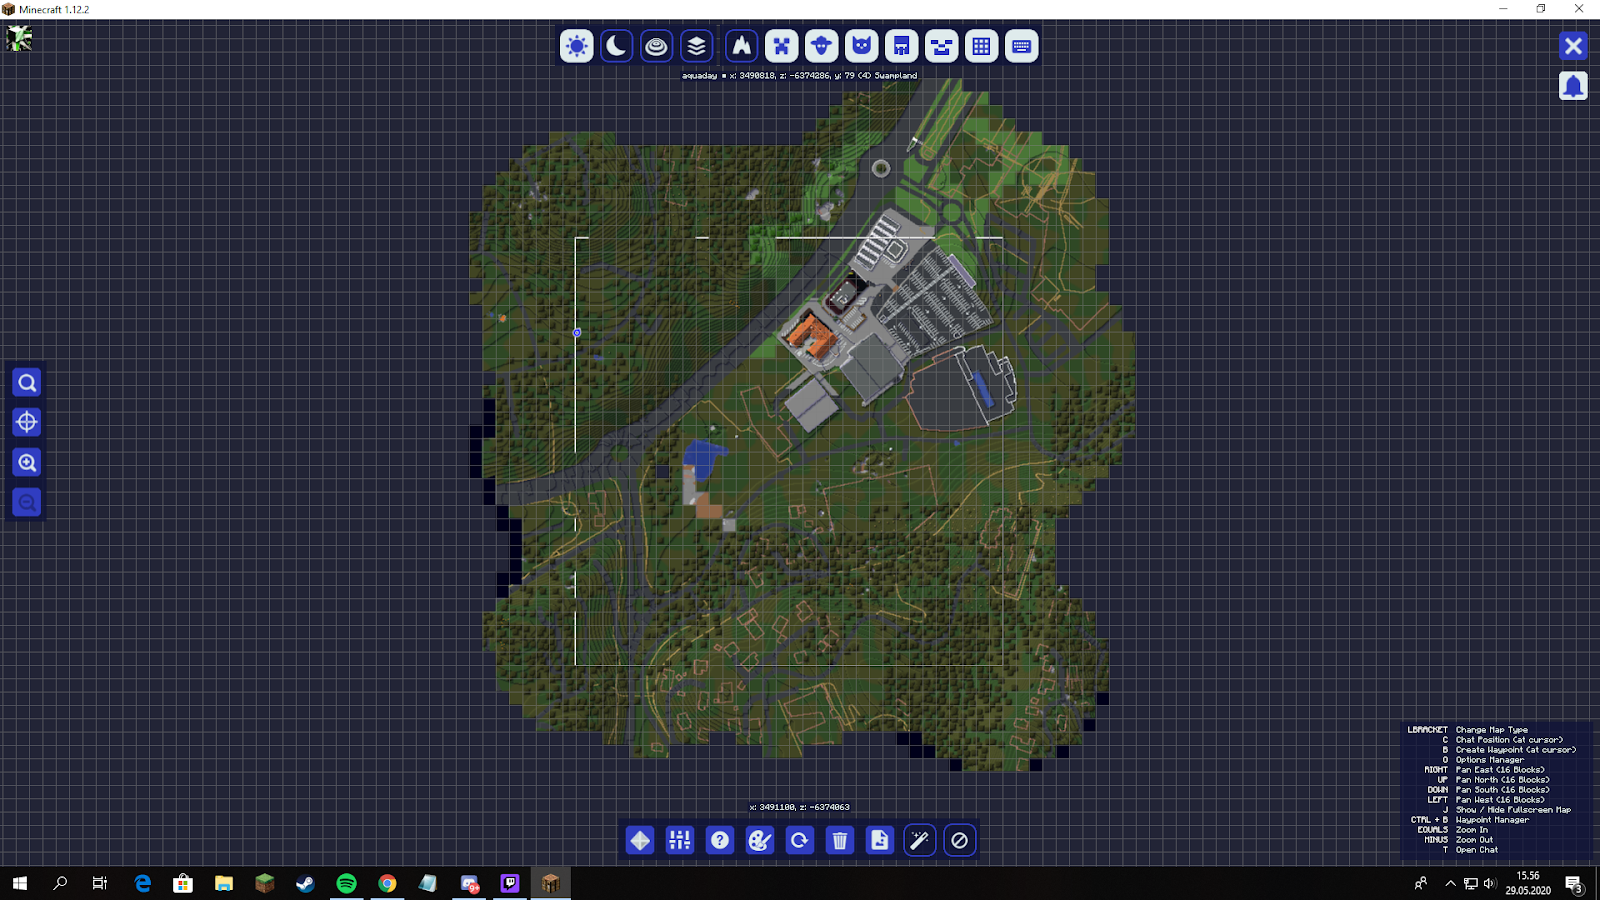 Minecraft 1.12.2
aquaday ■ x: 3490818, z: -6374286, y: 79 (4) Swampland
LBRACKET Change Map Type
C Chat Position (at cursor)
B Create Waypoint (at cursor)
O Options Manager
RIGHT Pan East (16 Blocks)
UP Pan North (16 Blocks)
DOWN Pan South (16 Blocks)
LEFT Pan West (16 Blocks)
J Show / Hide Fullscreen Map
CTRL + B Waypoint Manager
EQUALS Zoom In
MINUS Zoom Out
T Open Chat
x: 3491100, z: -6374063
15.56
29.05.2020
9+
3